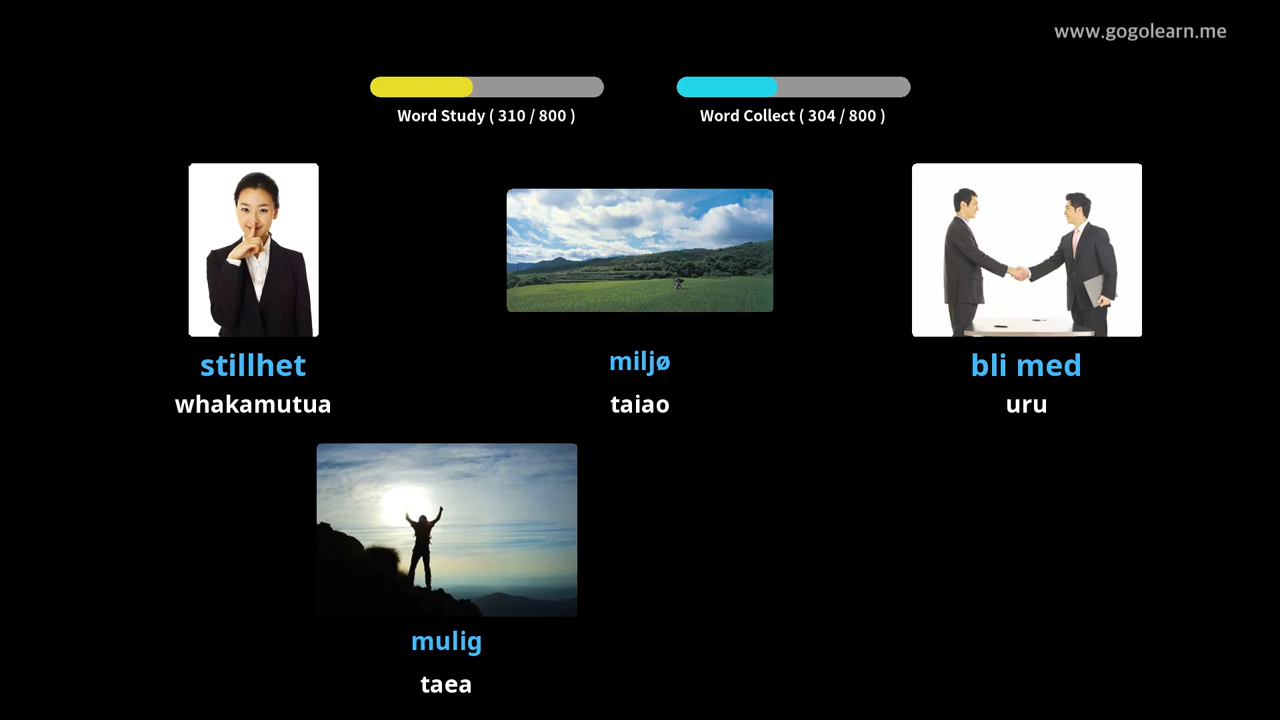 www.gogolearn.me
Word Study ( 310 / 800 )
Word Collect ( 304 / 800 )
stillhet
whakamutua
miljø
taiao
bli med
uru
mulig
taea